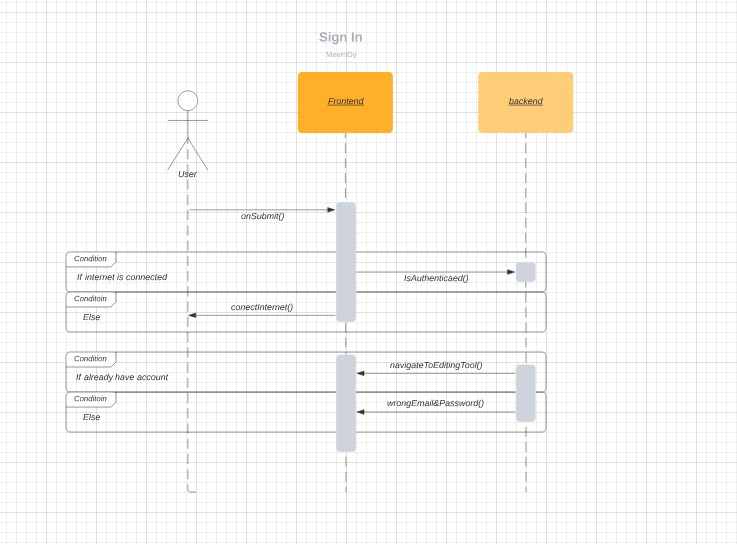 Sign In
MeemDy
Frontend
backend
User
onSubmit()
Condition
If internet is connected
IsAuthenticaed()
Conditoin
conectInternet()
Else
Condition
navigateToEditingTool()
If already have account
Conditoin
wrongEmail&Password()
Else